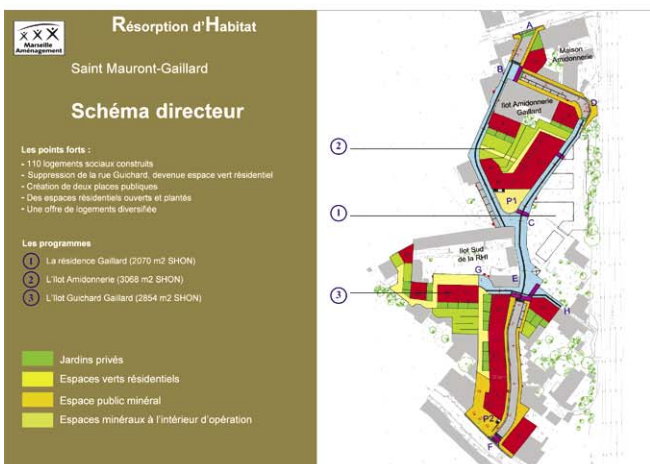 Marseille
Aménagement
Résorption d'Habitat
Saint Mauront-Gaillard
Schéma directeur
Les points forts :
- 110 logements sociaux construits
- Suppression de la rue Guichard, devenue espace vert résidentiel
- Création de deux places publiques
- Des espaces résidentiels ouverts et plantés
- Une offre de logements diversifiée
Les programmes
1 La résidence Gaillard (2070 m2 SHON)
2 L'îlot Amidonnerie (3068 m2 SHON)
3 L'îlot Guichard Gaillard (2854 m2 SHON)
Jardins privés
Espaces verts résidentiels
Espace public minéral
Espaces minéraux à l'intérieur d'opération
A
Maison
Amidonnerie
B
Ilot Amidonnerie
Gaillard
D
2
P1
1
C
Ilot Sud
de la RHI
G
E
3
H
P2
F